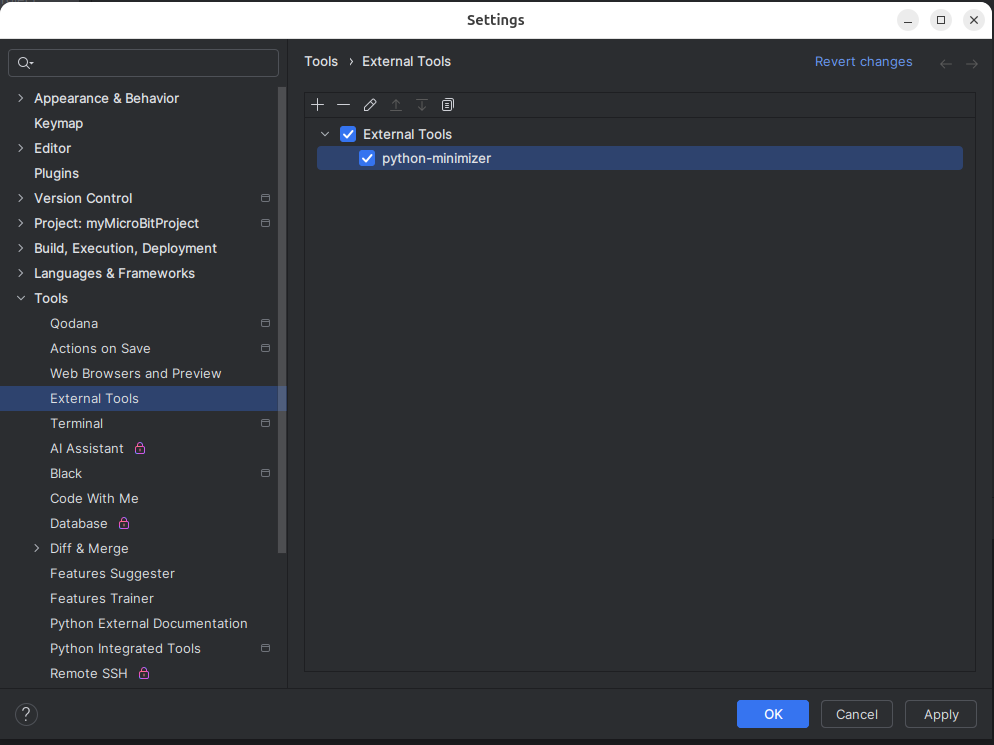 Settings
Tools › External Tools
Revert changes
Appearance & Behavior
Keymap
Editor
Plugins
Version Control
Project: myMicroBitProject
Build, Execution, Deployment
Languages & Frameworks
Tools
Qodana
Actions on Save
Web Browsers and Preview
External Tools
Terminal
AI Assistant
Black
Code With Me
Database
Diff & Merge
Features Suggester
Features Trainer
Python External Documentation
Python Integrated Tools
Remote SSH
External Tools
python-minimizer
?
OK
Cancel
Apply